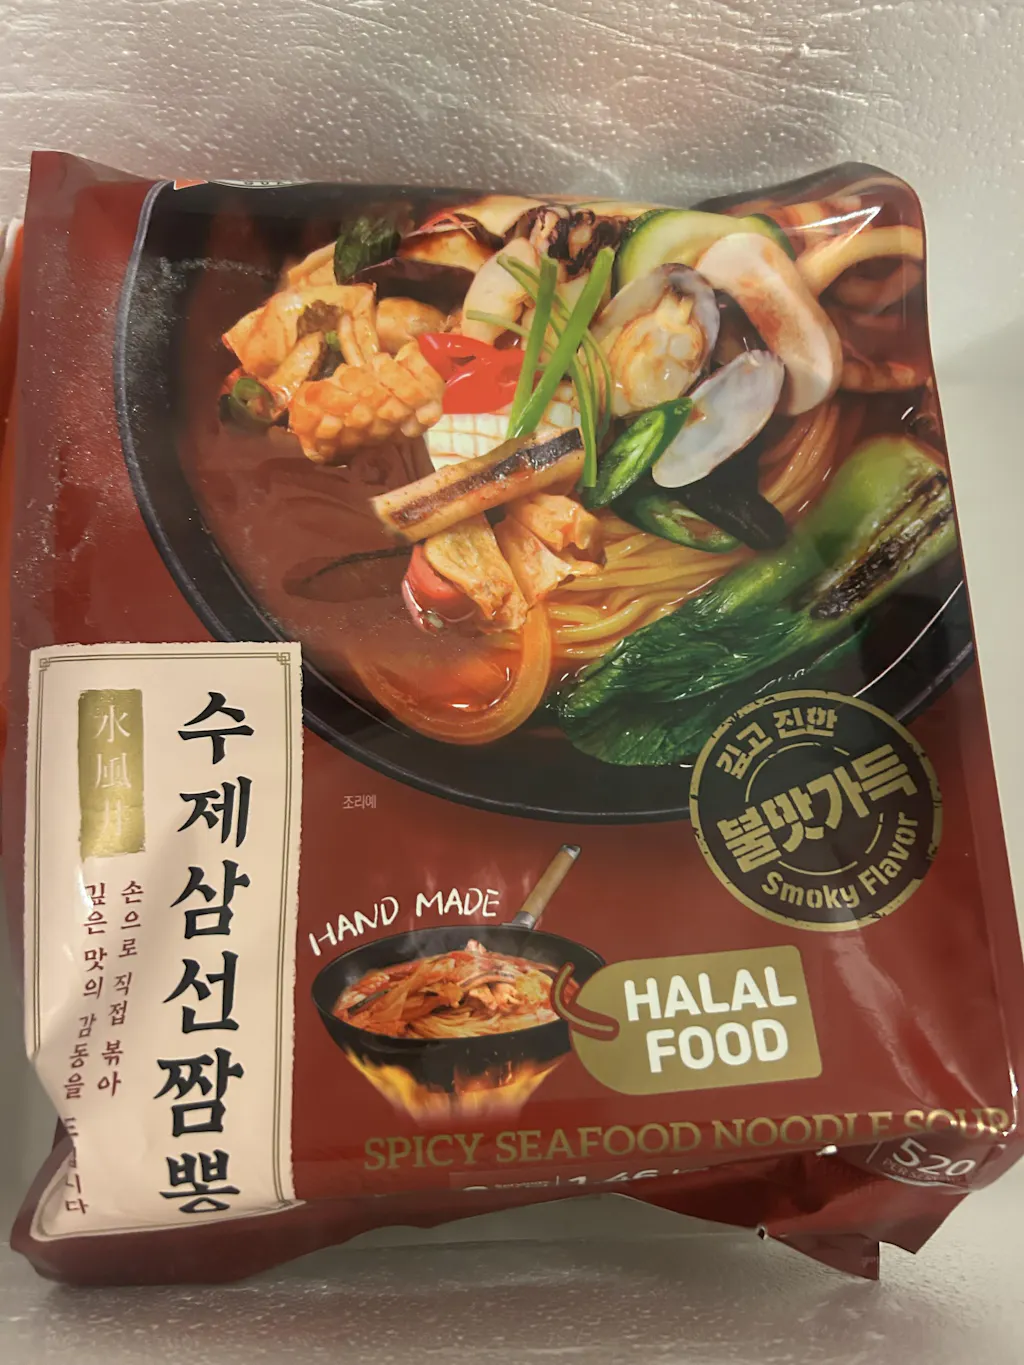 水風井
수제삼선짬뽕
손으로 직접 볶아
깊은 맛의 감동을
조리예
깊고 진한
불맛가득
Smoky Flavor
HAND MADE
HALAL
FOOD
SPICY SEAFOOD NOODLE SOUP
520